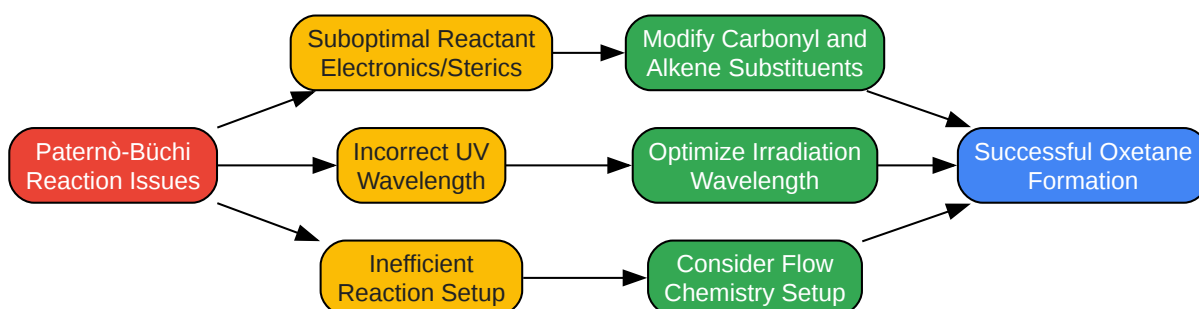 Suboptimal Reactant
Electronics/Sterics
Modify Carbonyl and
Alkene Substituents
Paternò-Büchi
Reaction Issues
Incorrect UV
Wavelength
Optimize Irradiation
Wavelength
Successful Oxetane
Formation
Inefficient
Reaction Setup
Consider Flow
Chemistry Setup